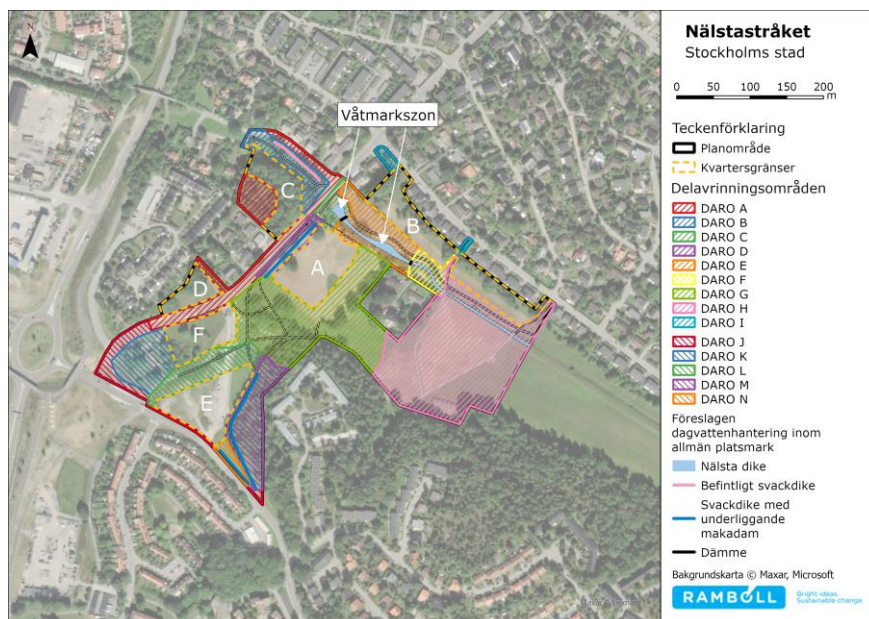 N
Våtmarkszon
C
B
A
D
F
E
Nälstastråket
Stockholms stad
0 50 100 150 200
m
Teckenförklaring
Planområde
Kvartersgränser
Delavrinningsområden
DARO A
DARO B
DARO C
DARO D
DARO E
DARO F
DARO G
DARO H
DARO I
DARO J
DARO K
DARO L
DARO M
DARO N
Föreslagen
dagvattenhantering inom
allmän platsmark
Nälsta dike
Befintligt svackdike
Svackdike med
underliggande
makadam
Dämme
Bakgrundskarta © Maxar, Microsoft
RAMBOLL
Bright ideas.
Sustainable change.